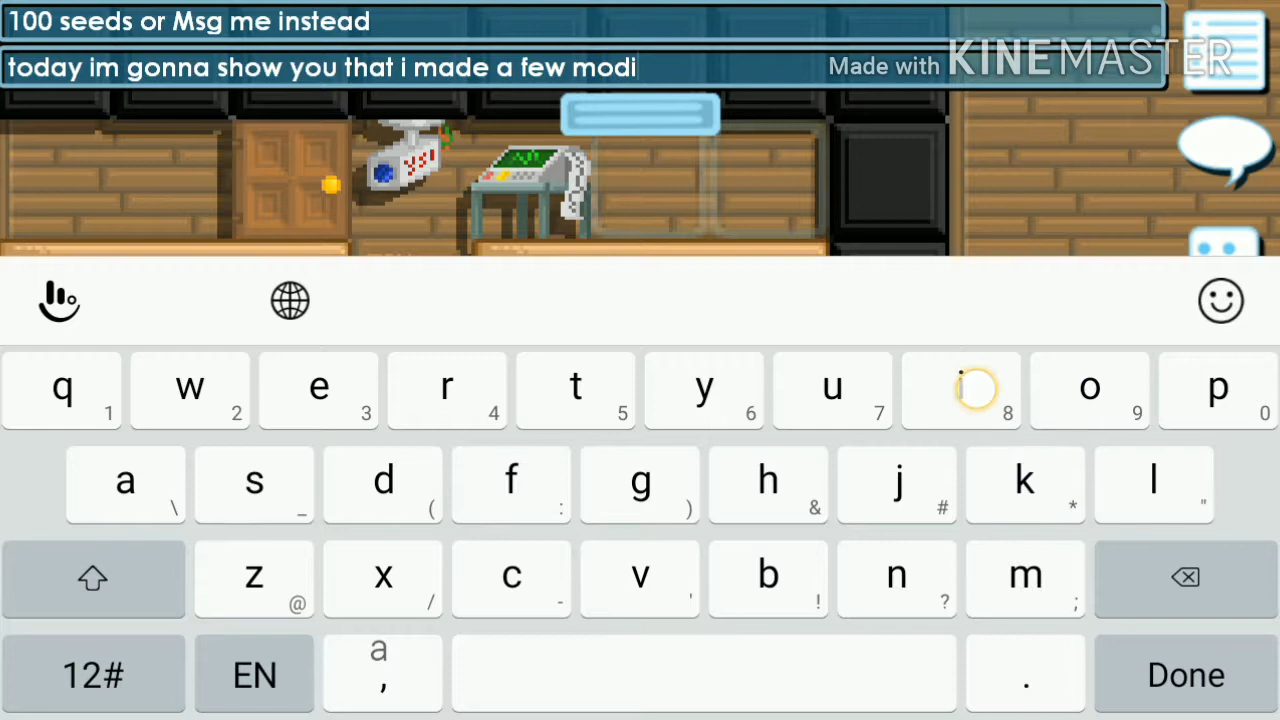 100 seeds or Msg me instead
today im gonna show you that i made a few modi
Made with KINEMASTER
q 1 w 2 e 3 r 4 t 5 y 6 u 7 i 8 o 9 p 0
a \ s _ d ( f : g ) h & j # k * l "
z @ x / c - v ' b ! n ? m ;
12# EN a , . Done